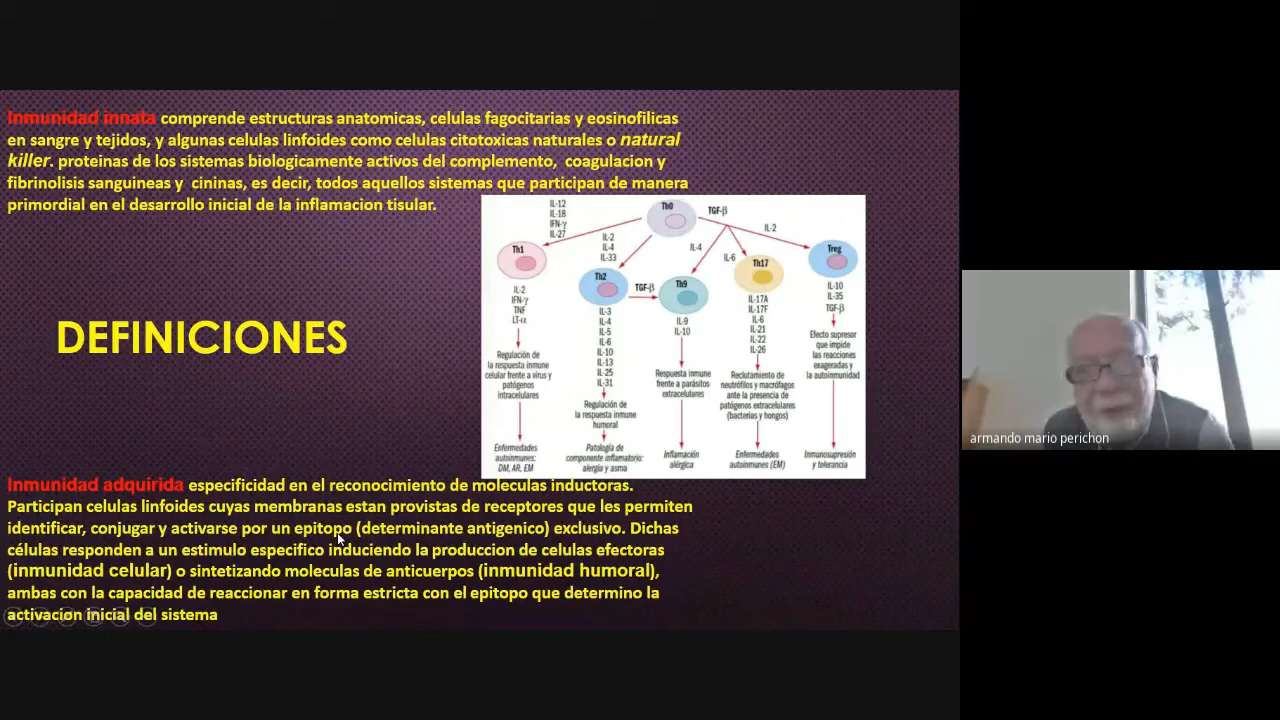 Inmunidad innata comprende estructuras anatomicas, celulas fagocitarias y eosinofilicas
en sangre y tejidos, y algunas celulas linfoides como celulas citotoxicas naturales o natural
killer. proteinas de los sistemas biologicamente activos del complemento, coagulacion y
fibrinolisis sanguineas y cininas, es decir, todos aquellos sistemas que participan de manera
primordial en el desarrollo inicial de la inflamacion tisular.
DEFINICIONES
Th0
IL-12
IL-18
IFN-γ
IL-27
IL-2
IL-4
IL-33
TGF-β
IL-4
IL-6
IL-2
Th1
IL-2
IFN-γ
TNF
LT-α
Regulación de
la respuesta inmune
celular frente a virus y
patógenos
intracelulares
Enfermedades
autoinmunes:
DM, AR, EM
Th2
TGF-β
IL-3
IL-4
IL-5
IL-6
IL-10
IL-13
IL-25
IL-31
Regulación de
la respuesta inmune
humoral
Patología de
componente inflamatorio:
alergia y asma
Th9
IL-9
IL-10
Respuesta inmune
frente a parásitos
extracelulares
Inflamación
alérgica
Th17
IL-17A
IL-17F
IL-6
IL-21
IL-22
IL-26
Reclutamiento de
neutrófilos y macrófagos
ante la presencia de
patógenos extracelulares
(bacterias y hongos)
Enfermedades
autoinmunes (EM)
Treg
IL-10
IL-35
TGF-β
Efecto supresor
que impide
las reacciones
exageradas y
la autoinmunidad
Inmunosupresión
y tolerancia
Inmunidad adquirida especificidad en el reconocimiento de moleculas inductoras.
Participan celulas linfoides cuyas membranas estan provistas de receptores que les permiten
identificar, conjugar y activarse por un epitopo (determinante antigenico) exclusivo. Dichas
células responden a un estimulo especifico induciendo la produccion de celulas efectoras
(inmunidad celular) o sintetizando moleculas de anticuerpos (inmunidad humoral),
ambas con la capacidad de reaccionar en forma estricta con el epitopo que determino la
activacion inicial del sistema
armando mario perichon